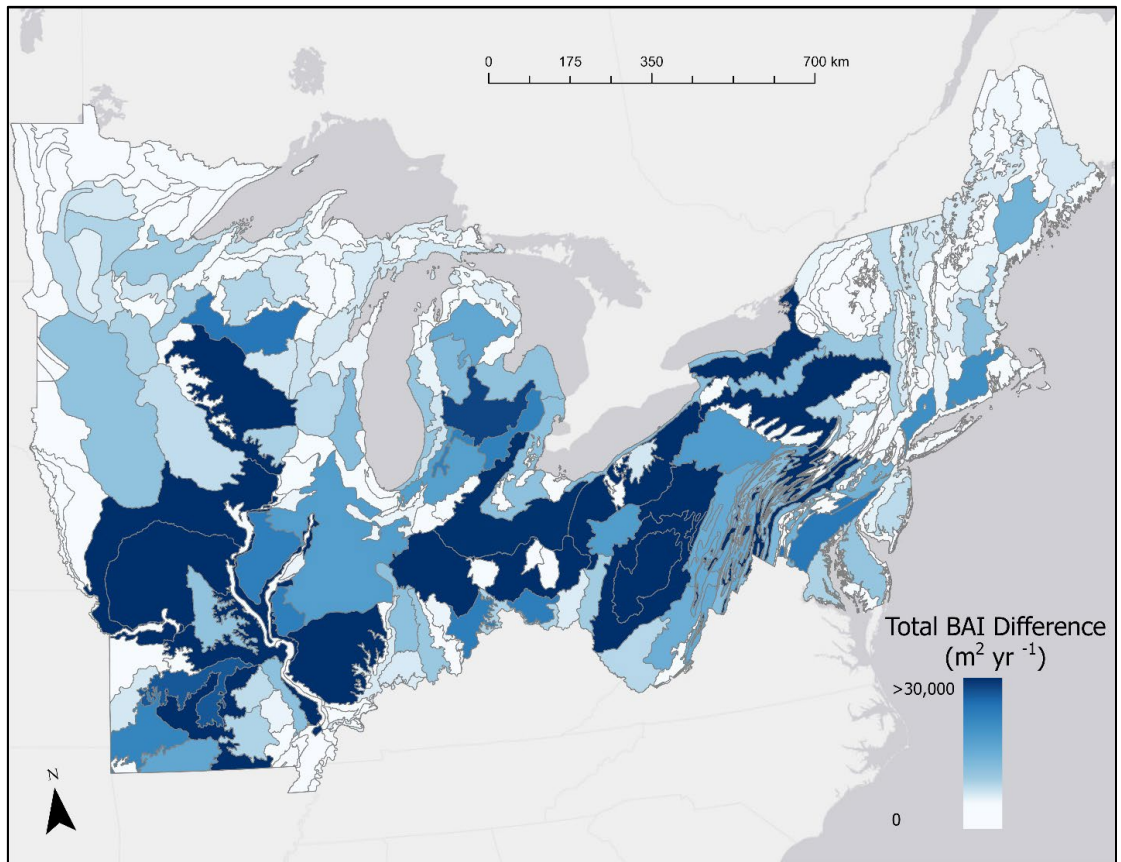 0 175 350 700 km
Total BAI Difference
(m² yr ⁻¹)
>30,000
0
N